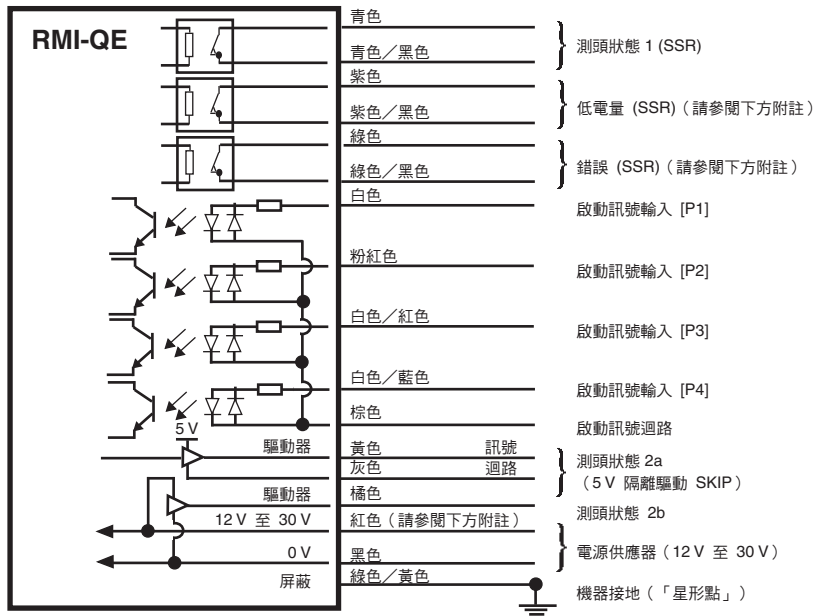 RMI-QE
青色
青色／黑色
測頭狀態 1 (SSR)
紫色
紫色／黑色
低電量 (SSR)（請參閱下方附註）
綠色
綠色／黑色
錯誤 (SSR)（請參閱下方附註）
白色
啟動訊號輸入 [P1]
粉紅色
啟動訊號輸入 [P2]
白色／紅色
啟動訊號輸入 [P3]
白色／藍色
啟動訊號輸入 [P4]
棕色
啟動訊號迴路
5 V
驅動器
黃色
訊號
灰色
迴路
測頭狀態 2a
（5 V 隔離驅動 SKIP）
驅動器
橘色
測頭狀態 2b
12 V 至 30 V
紅色（請參閱下方附註）
電源供應器（12 V 至 30 V）
0 V
黑色
屏蔽
綠色／黃色
機器接地（「星形點」）